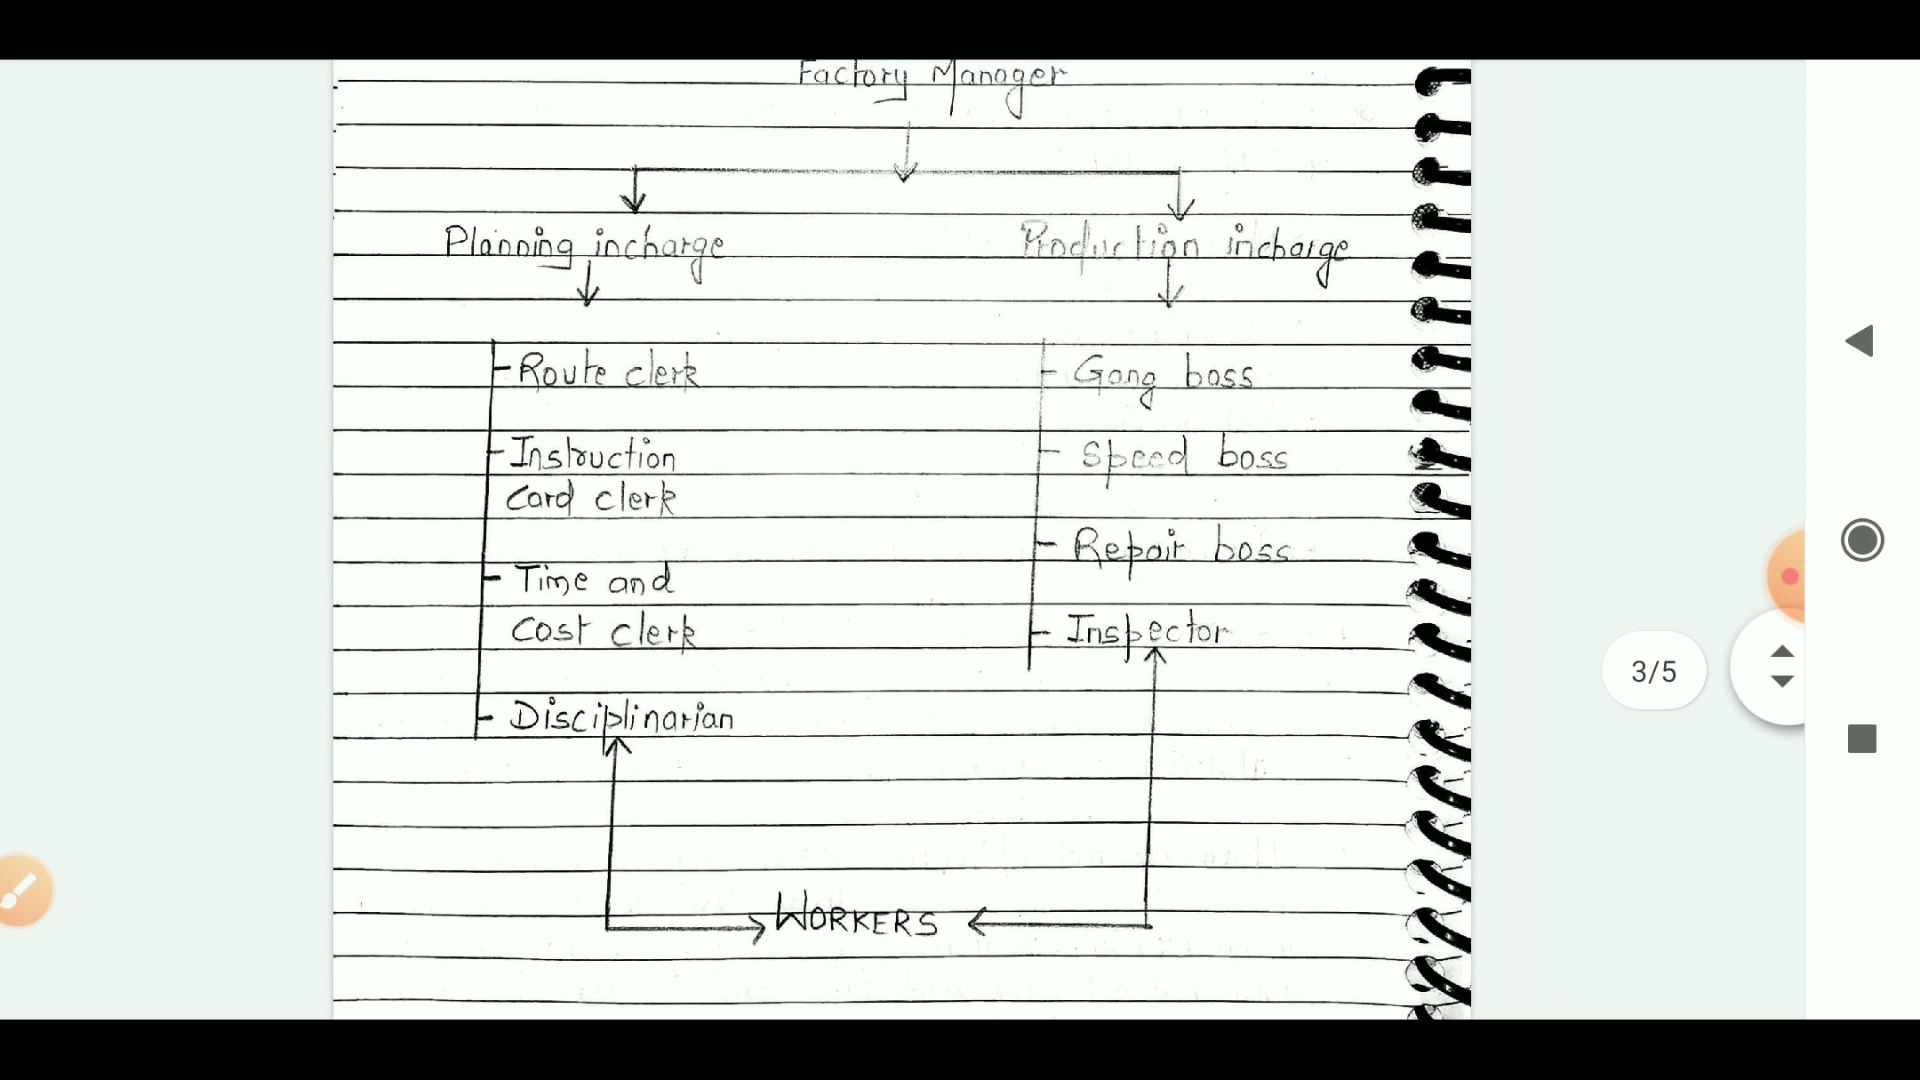 Factory Manager
Planning incharge
Production incharge
Route clerk
Gang boss
Instruction
Card clerk
Speed boss
Repair boss
Time and
Cost clerk
Inspector
Disciplinarian
WORKERS
3/5